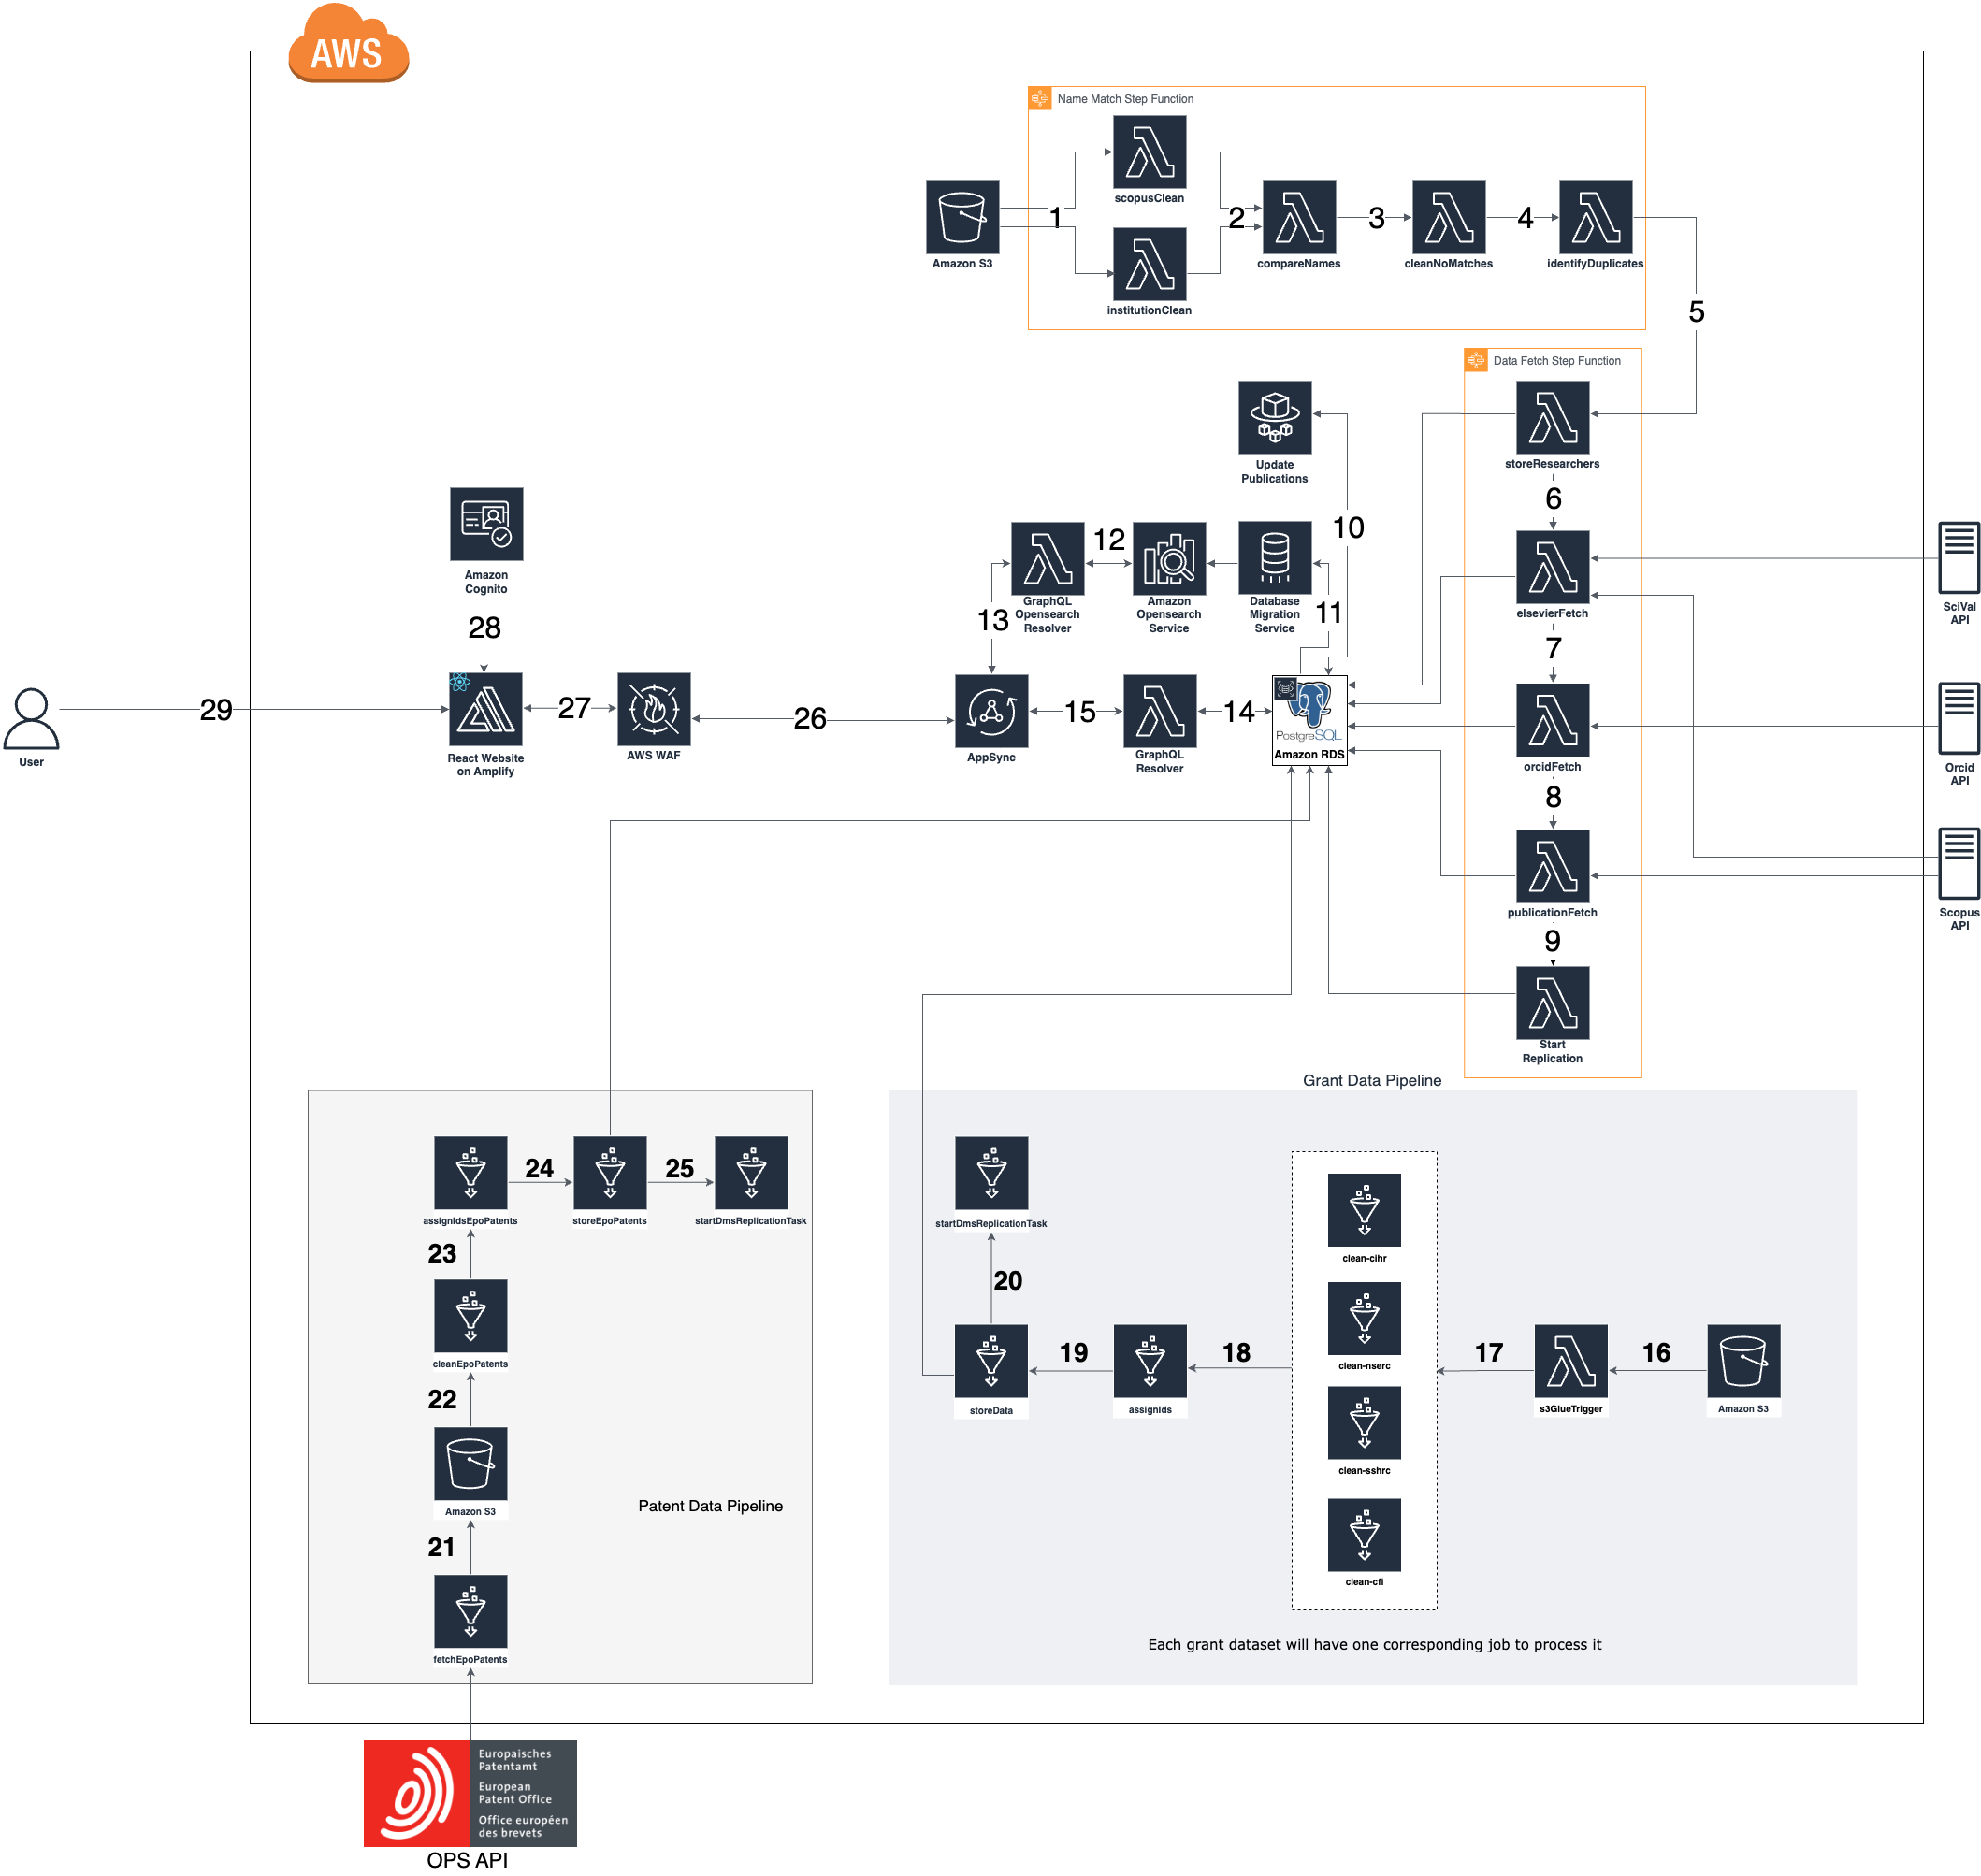 AWS
Name Match Step Function
scopusClean
1
2
3
4
Amazon S3
compareNames
cleanNoMatches
identifyDuplicates
institutionClean
5
Data Fetch Step Function
storeResearchers
Update
Publications
6
10
12
Amazon
Cognito
GraphQL
Opensearch
Resolver
Amazon
Opensearch
Service
Database
Migration
Service
elsevierFetch
SciVal
API
13
11
28
7
29
27
26
15
14
PostgreSQL
Amazon RDS
User
React Website
on Amplify
AWS WAF
AppSync
GraphQL
Resolver
orcidFetch
Orcid
API
8
publicationFetch
Scopus
API
9
Start
Replication
Grant Data Pipeline
24
25
assignIdsEpoPatents
storeEpoPatents
startDmsReplicationTask
startDmsReplicationTask
23
20
clean-cihr
cleanEpoPatents
19
18
clean-nserc
17
16
22
storeData
assignIds
s3GlueTrigger
Amazon S3
clean-sshrc
Amazon S3
Patent Data Pipeline
21
clean-cfi
fetchEpoPatents
Each grant dataset will have one corresponding job to process it
Europaisches
Patentamt
European
Patent Office
Office européen
des brevets
OPS API